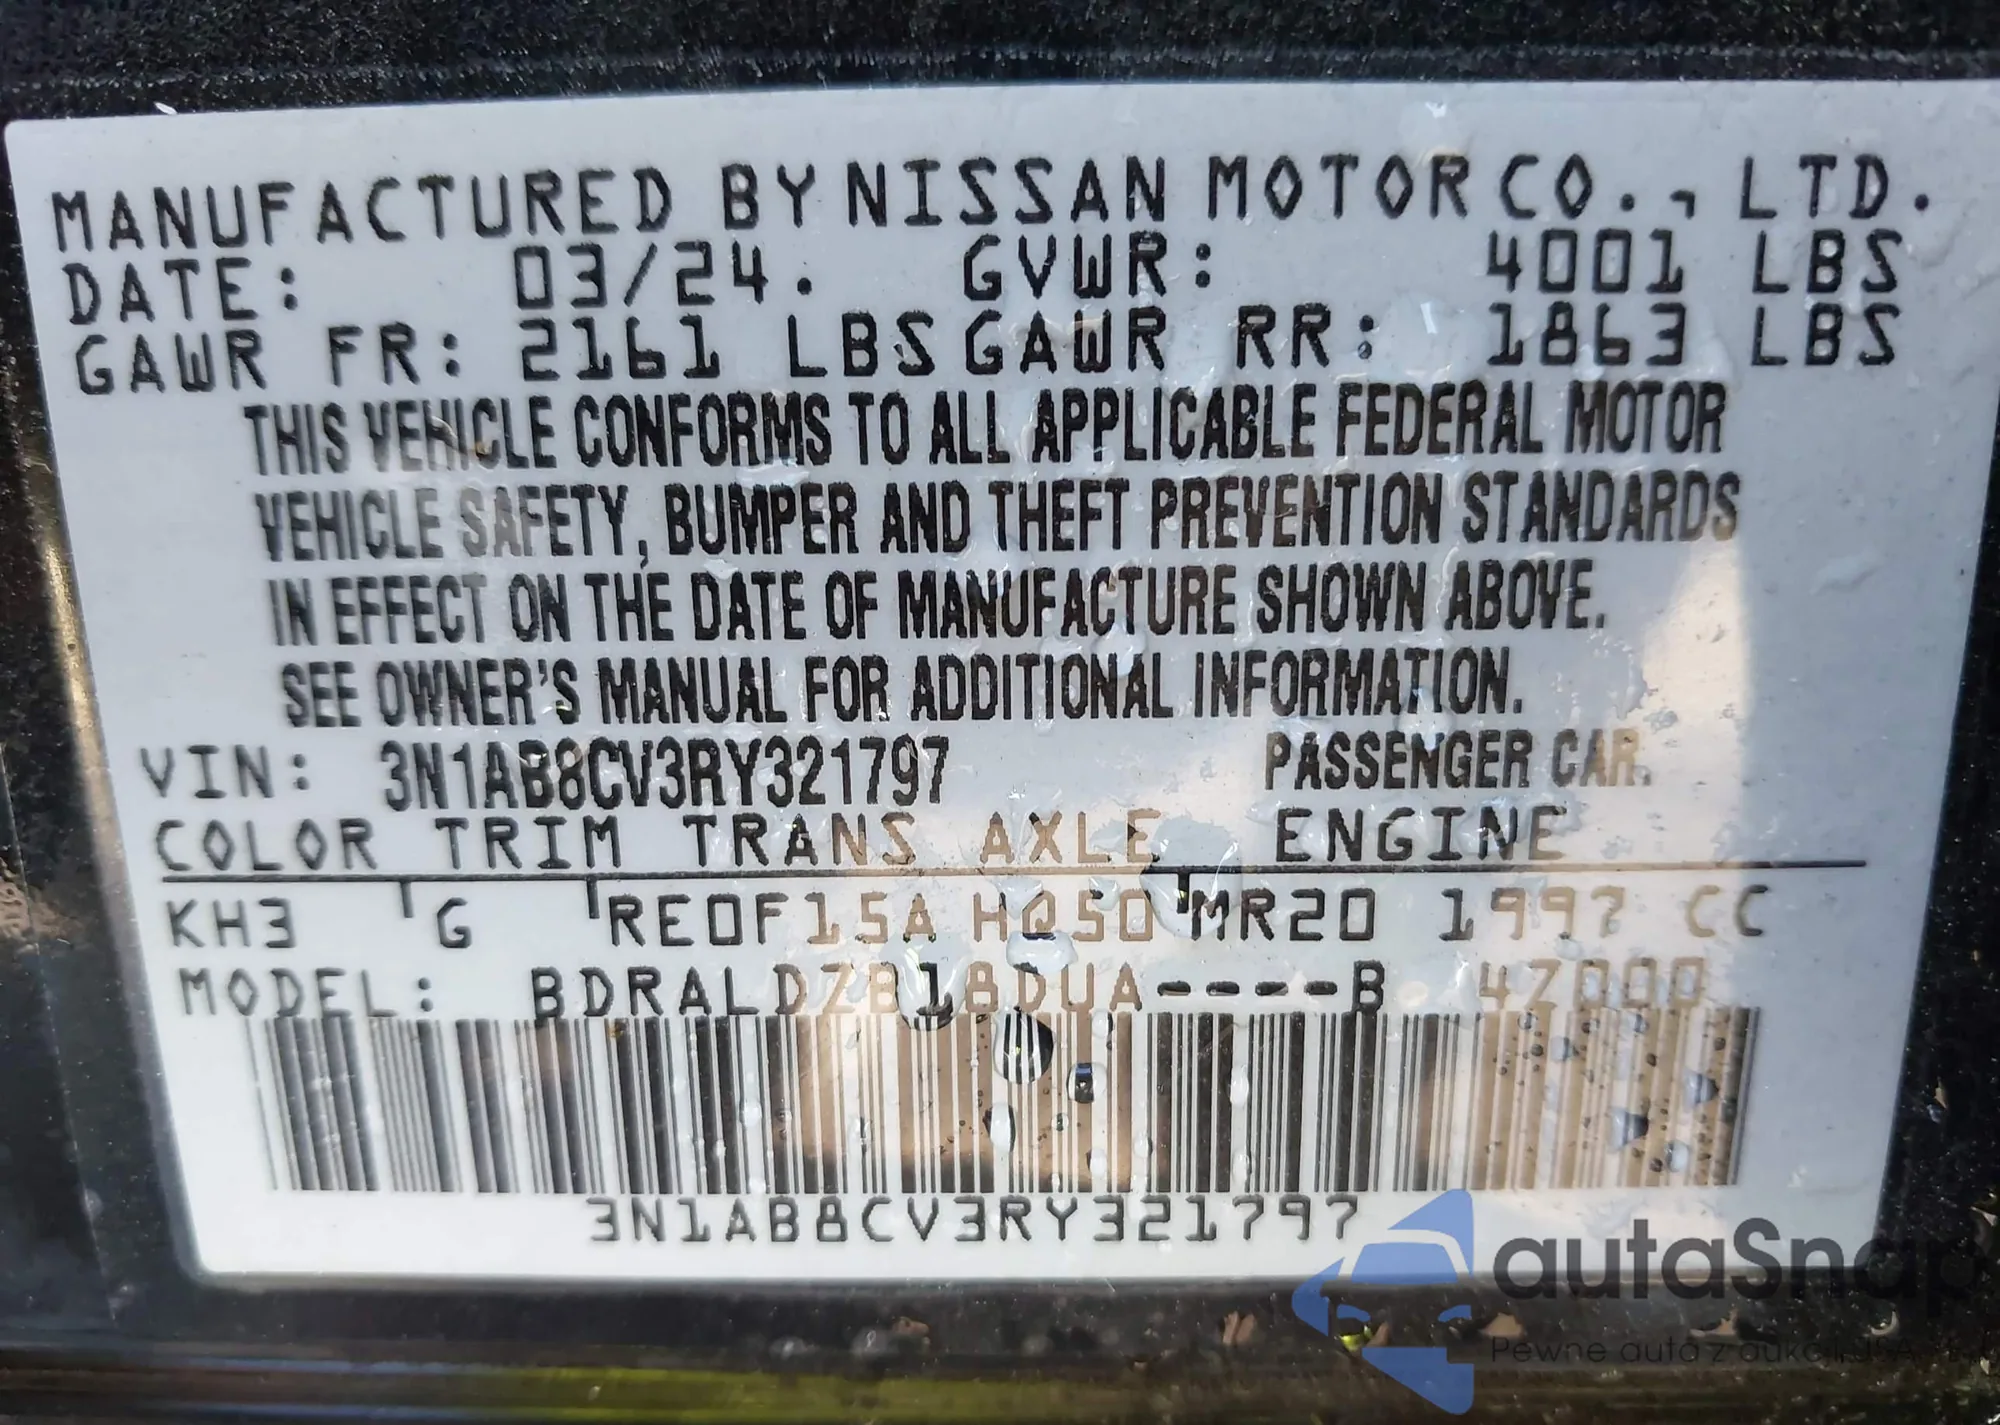 MANUFACTURED BY NISSAN MOTOR CO., LTD.
DATE: 03/24. GVWR: 4001 LBS
GAWR FR: 2161 LBS GAWR RR: 1863 LBS
THIS VEHICLE CONFORMS TO ALL APPLICABLE FEDERAL MOTOR
VEHICLE SAFETY, BUMPER AND THEFT PREVENTION STANDARDS
IN EFFECT ON THE DATE OF MANUFACTURE SHOWN ABOVE.
SEE OWNER'S MANUAL FOR ADDITIONAL INFORMATION.
VIN: 3N1AB8CV3RY321797 PASSENGER CAR.
COLOR TRIM TRANS AXLE ENGINE
KH3 G RE0F15A HQ50 MR20 1997 CC
MODEL: BDRALDZB18DUA----B 4Z000
3N1AB8CV3RY321797
autaSnap
Pewne auta z aukcji